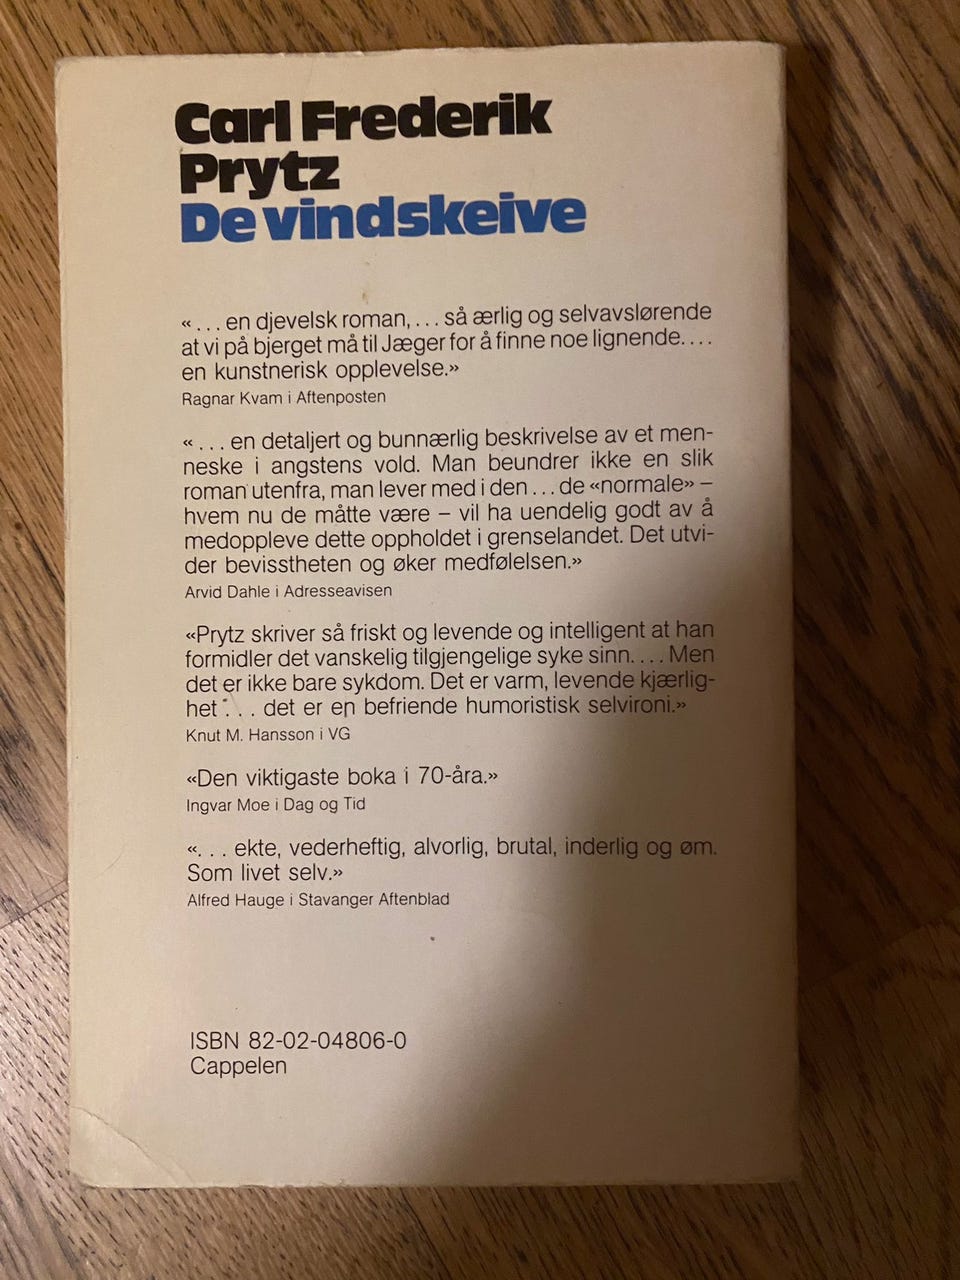 Carl Frederik
Prytz
De vindskeive
«... en djevelsk roman, ... så ærlig og selvavslørende
at vi på bjerget må til Jæger for å finne noe lignende....
en kunstnerisk opplevelse.»
Ragnar Kvam i Aftenposten
«... en detaljert og bunnærlig beskrivelse av et men-
neske i angstens vold. Man beundrer ikke en slik
roman utenfra, man lever med i den ... de «normale» –
hvem nu de måtte være – vil ha uendelig godt av å
medoppleve dette oppholdet i grenselandet. Det utvi-
der bevisstheten og øker medfølelsen.»
Arvid Dahle i Adresseavisen
«Prytz skriver så friskt og levende og intelligent at han
formidler det vanskelig tilgjengelige syke sinn.... Men
det er ikke bare sykdom. Det er varm, levende kjærlig-
het ... det er en befriende humoristisk selvironi.»
Knut M. Hansson i VG
«Den viktigaste boka i 70-åra.»
Ingvar Moe i Dag og Tid
«... ekte, vederheftig, alvorlig, brutal, inderlig og øm.
Som livet selv.»
Alfred Hauge i Stavanger Aftenblad
ISBN 82-02-04806-0
Cappelen